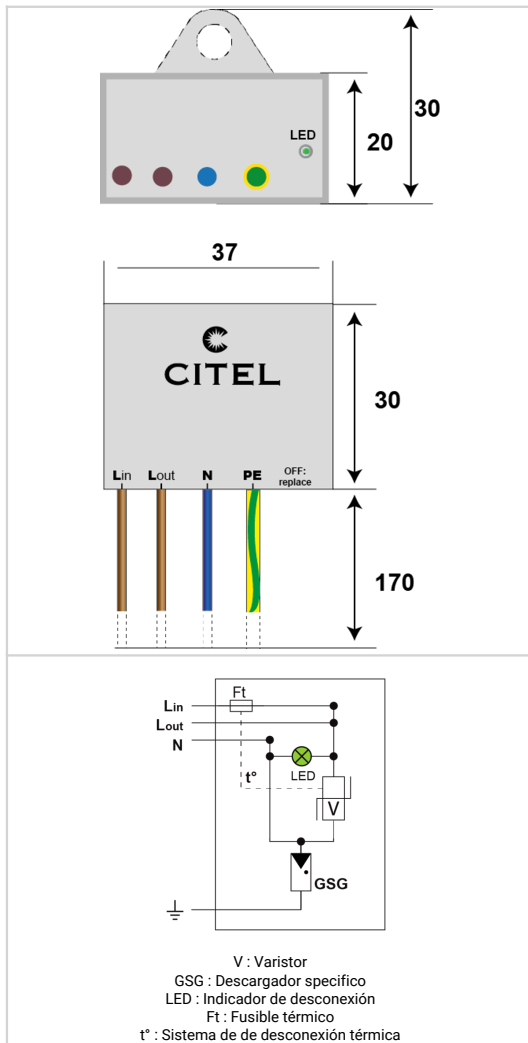 LED
20
30
37
CITEL
30
Lin
Lout
N
PE
OFF:
replace
170
Ft
Lin
Lout
N
LED
t°
V
GSG
V : Varistor
GSG : Descargador specifico
LED : Indicador de desconexión
Ft : Fusible térmico
t° : Sistema de de desconexión térmica